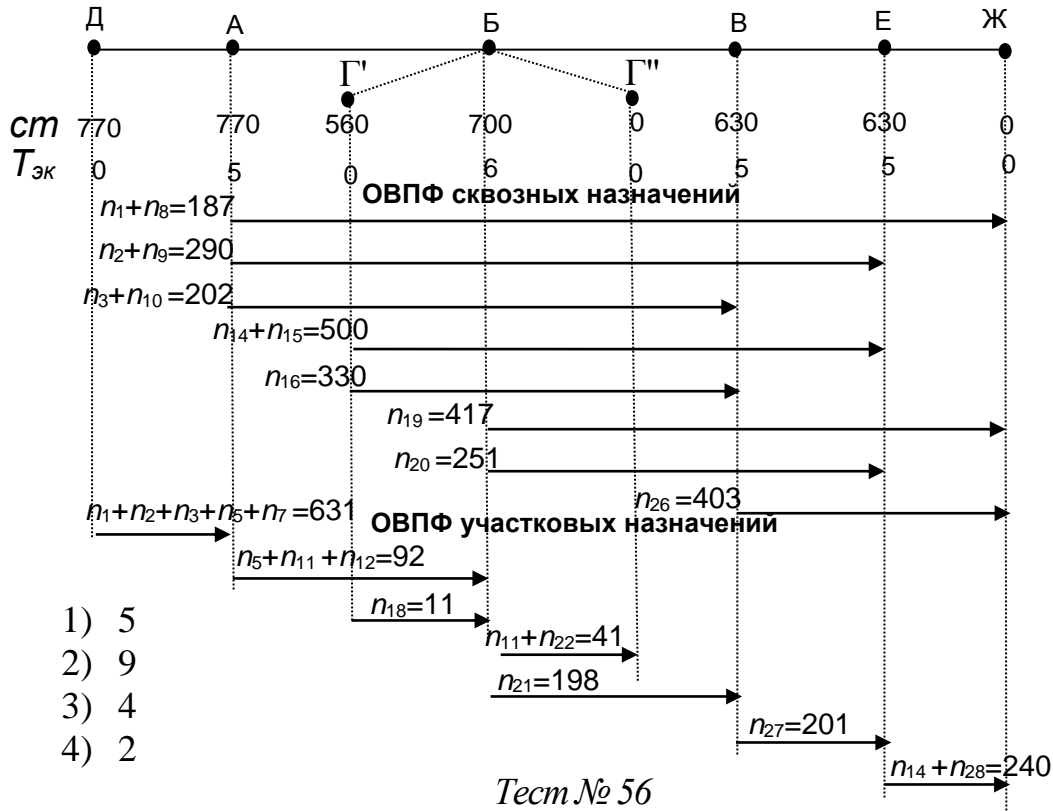 Д А Б В Е Ж
Г' Г"
cm 770 770 560 700 0 630 630 0
Tэк 0 5 0 6 0 5 5 0
ОВПФ сквозных назначений
n1+n8=187
n2+n9=290
n3+n10=202
n14+n15=500
n16=330
n19=417
n20=251
n26=403
n1+n2+n3+n5+n7=631
ОВПФ участковых назначений
n5+n11+n12=92
n18=11
n11+n22=41
n21=198
n27=201
n14+n28=240
1) 5
2) 9
3) 4
4) 2
Тест № 56